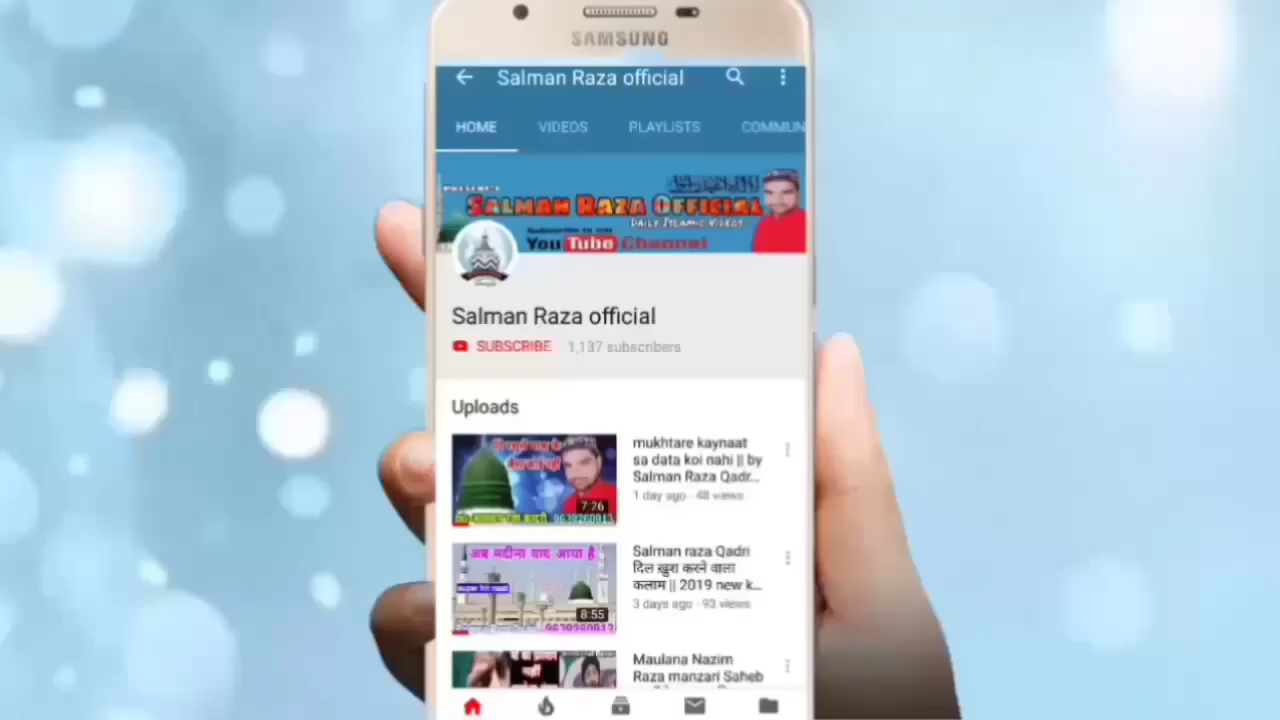 SAMSUNG
Salman Raza official
HOME VIDEOS PLAYLISTS COMMUN
SALMAN RAZA OFFICIAL
DAILY ISLAMIC VIDEOS
Subscribe to my
YouTube Channel
Salman Raza official
SUBSCRIBE 1,137 subscribers
Uploads
7:26
mukhtare kaynaat
sa data koi nahi || by
Salman Raza Qadr...
1 day ago · 48 views
अब मदीना याद आया है
8:55
Salman raza Qadri
दिल खुश करने वाला
कलाम || 2019 new k...
3 days ago · 93 views
Maulana Nazim
Raza manzari Saheb